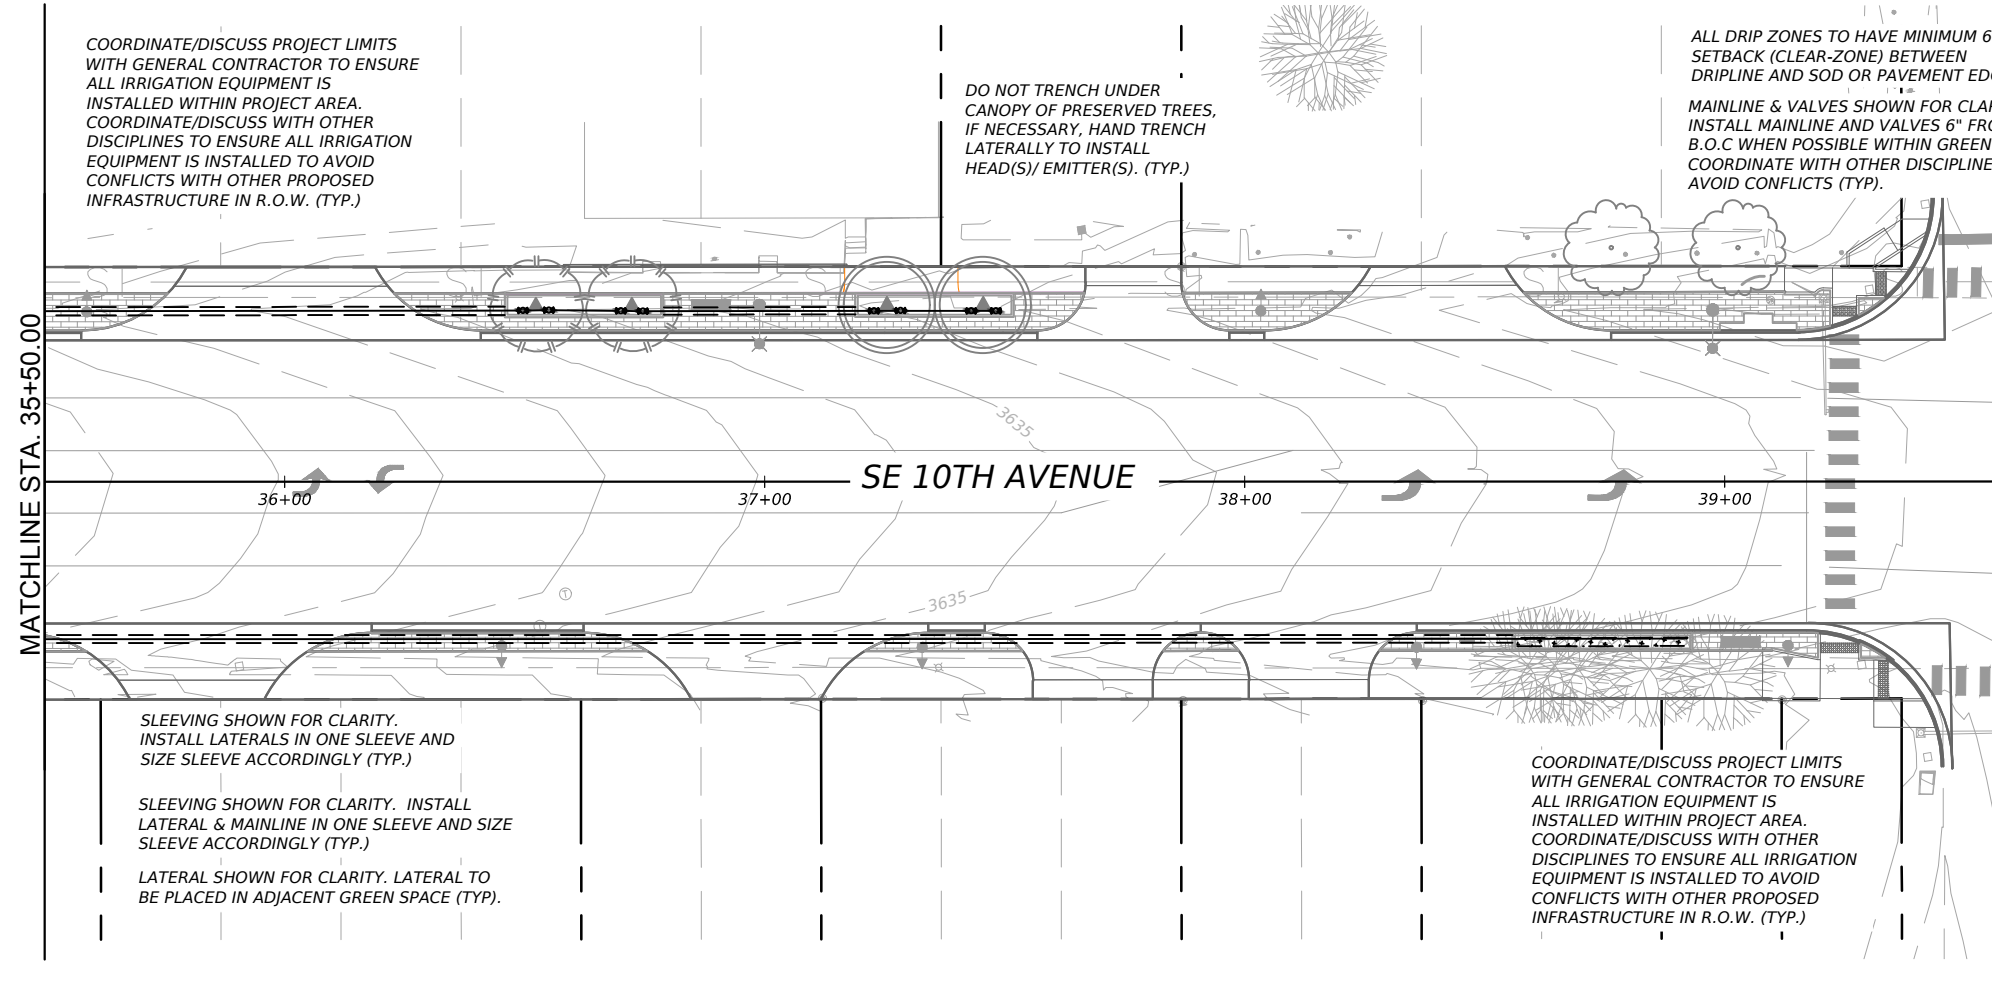 COORDINATE/DISCUSS PROJECT LIMITS
WITH GENERAL CONTRACTOR TO ENSURE
ALL IRRIGATION EQUIPMENT IS
INSTALLED WITHIN PROJECT AREA.
COORDINATE/DISCUSS WITH OTHER
DISCIPLINES TO ENSURE ALL IRRIGATION
EQUIPMENT IS INSTALLED TO AVOID
CONFLICTS WITH OTHER PROPOSED
INFRASTRUCTURE IN R.O.W. (TYP.)
DO NOT TRENCH UNDER
CANOPY OF PRESERVED TREES,
IF NECESSARY, HAND TRENCH
LATERALLY TO INSTALL
HEAD(S)/ EMITTER(S). (TYP.)
ALL DRIP ZONES TO HAVE MINIMUM 6
SETBACK (CLEAR-ZONE) BETWEEN
DRIPLINE AND SOD OR PAVEMENT
MAINLINE & VALVES SHOWN FOR
INSTALL MAINLINE AND VALVES 6"
B.O.C WHEN POSSIBLE WITHIN GREEN
COORDINATE WITH OTHER DISCIPLINE
AVOID CONFLICTS (TYP).
MATCHLINE STA. 35+50.00
3635
SE 10TH AVENUE
36+00
37+00
38+00
39+00
3635
SLEEVING SHOWN FOR CLARITY.
INSTALL LATERALS IN ONE SLEEVE AND
SIZE SLEEVE ACCORDINGLY (TYP.)
SLEEVING SHOWN FOR CLARITY.  INSTALL
LATERAL & MAINLINE IN ONE SLEEVE AND SIZE
SLEEVE ACCORDINGLY (TYP.)
LATERAL SHOWN FOR CLARITY. LATERAL TO
BE PLACED IN ADJACENT GREEN SPACE (TYP).
COORDINATE/DISCUSS PROJECT LIMITS
WITH GENERAL CONTRACTOR TO ENSURE
ALL IRRIGATION EQUIPMENT IS
INSTALLED WITHIN PROJECT AREA.
COORDINATE/DISCUSS WITH OTHER
DISCIPLINES TO ENSURE ALL IRRIGATION
EQUIPMENT IS INSTALLED TO AVOID
CONFLICTS WITH OTHER PROPOSED
INFRASTRUCTURE IN R.O.W. (TYP.)